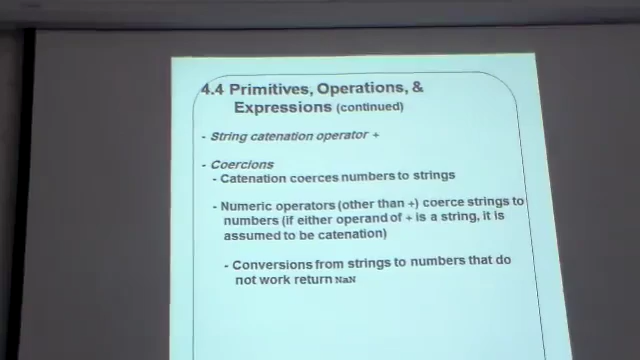 4.4 Primitives, Operations, &
Expressions (continued)
- String catenation operator +
- Coercions
- Catenation coerces numbers to strings
- Numeric operators (other than +) coerce strings to
numbers (if either operand of + is a string, it is
assumed to be catenation)
- Conversions from strings to numbers that do
not work return NaN